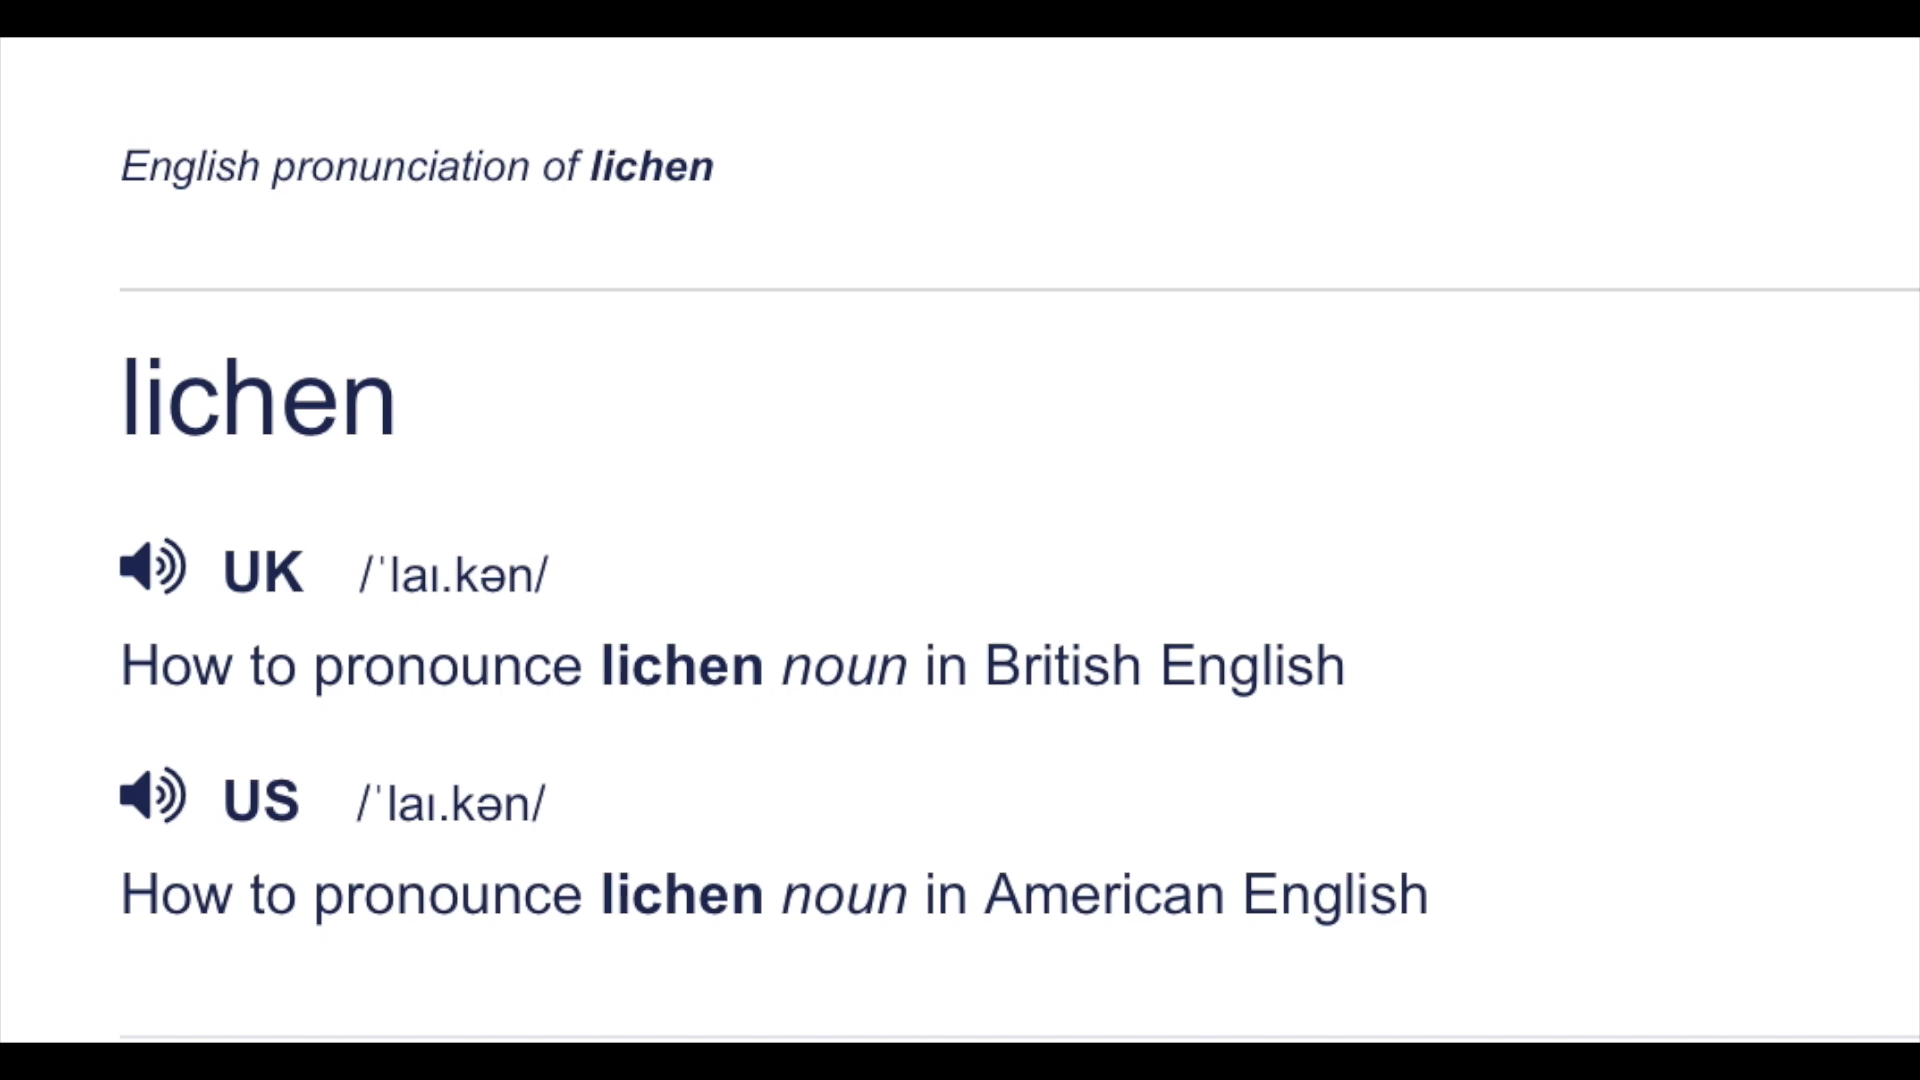 English pronunciation of lichen
lichen
UK /ˈlaɪ.kən/
How to pronounce lichen noun in British English
US /ˈlaɪ.kən/
How to pronounce lichen noun in American English